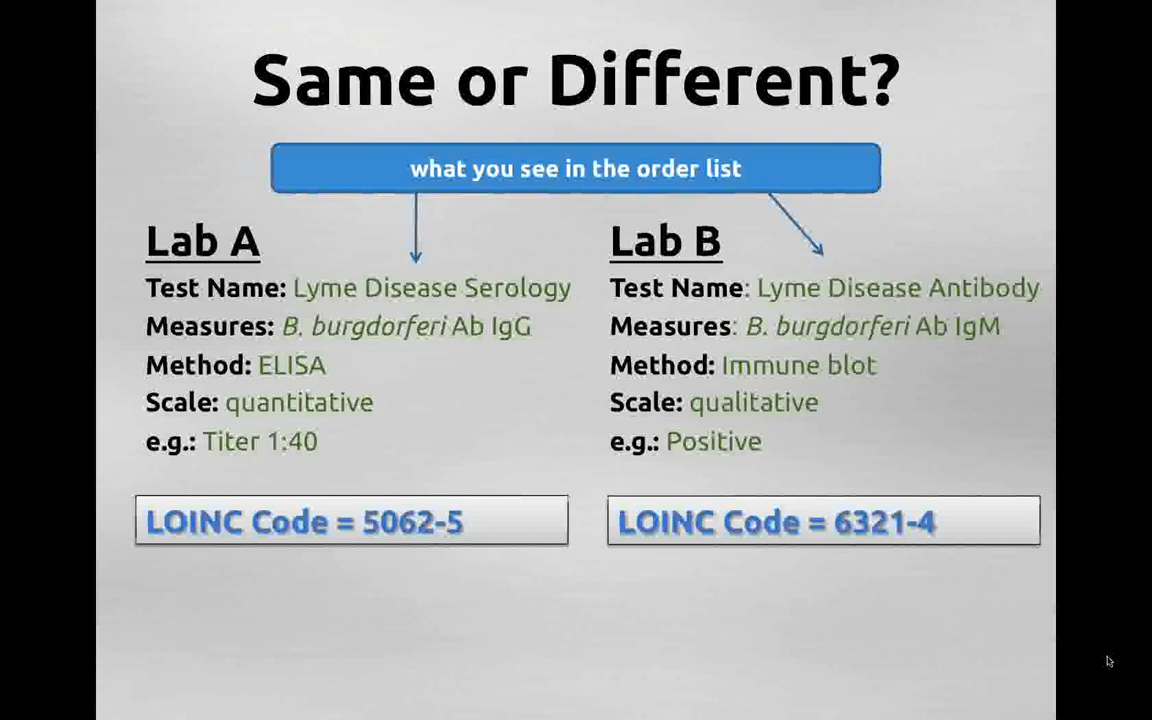 Same or Different?
what you see in the order list
Lab A
Test Name: Lyme Disease Serology
Measures: B. burgdorferi Ab IgG
Method: ELISA
Scale: quantitative
e.g.: Titer 1:40
LOINC Code = 5062-5
Lab B
Test Name: Lyme Disease Antibody
Measures: B. burgdorferi Ab IgM
Method: Immune blot
Scale: qualitative
e.g.: Positive
LOINC Code = 6321-4